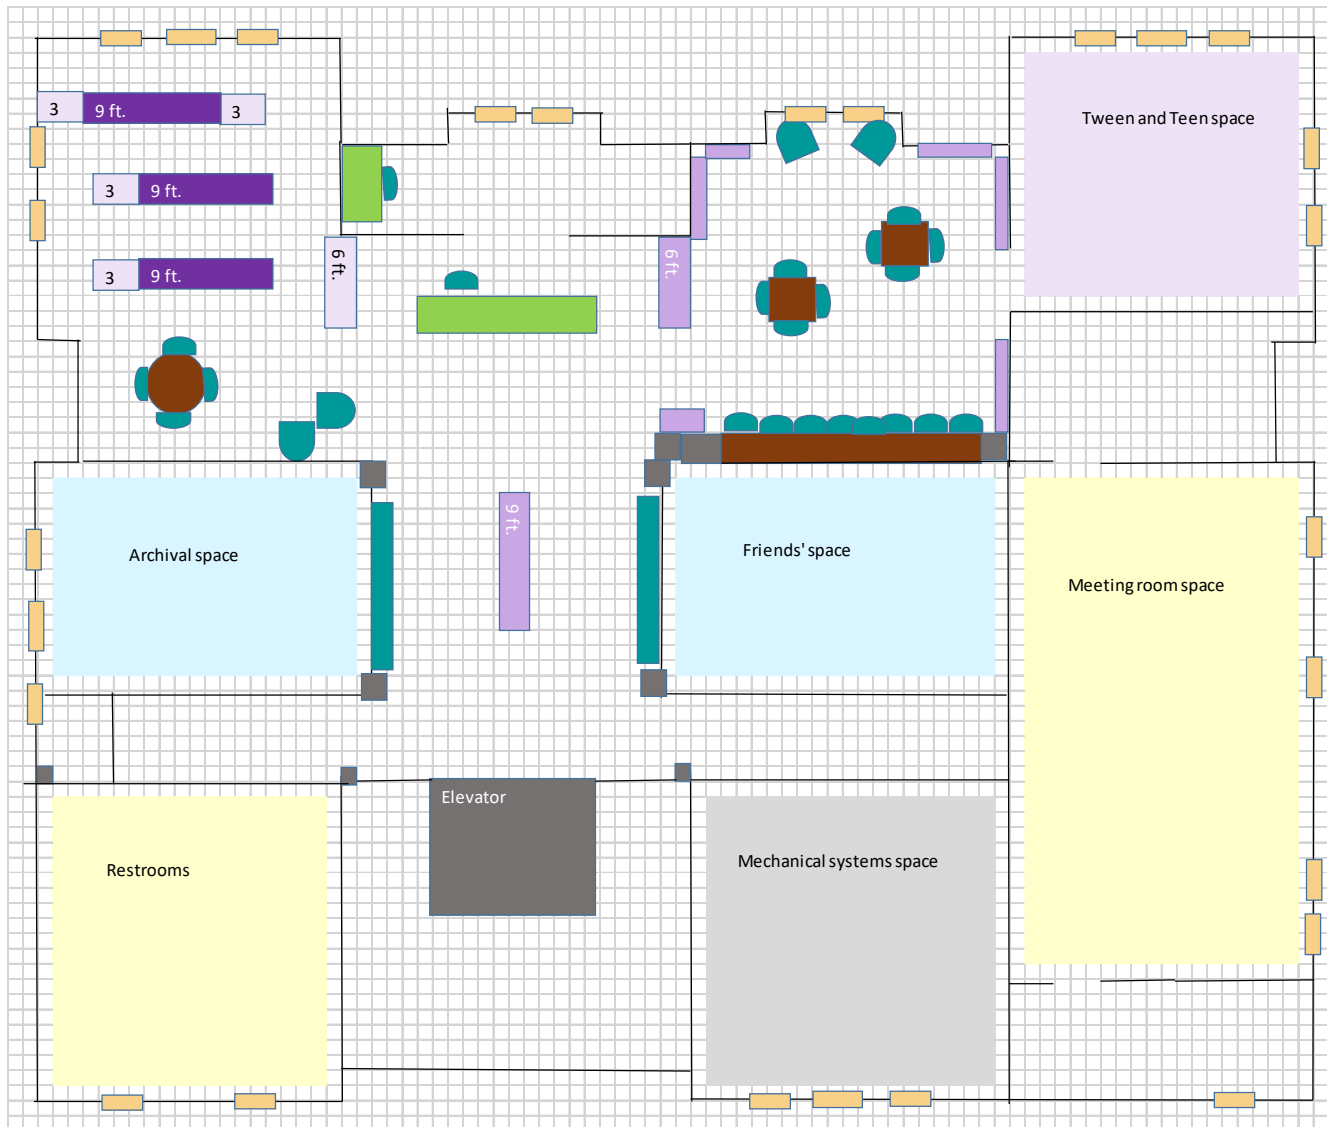 3 9 ft. 3
Tween and Teen space
3 9 ft.
6 ft.
6 ft.
3 9 ft.
9 ft.
Archival space
Friends' space
Meeting room space
Elevator
Restrooms
Mechanical systems space